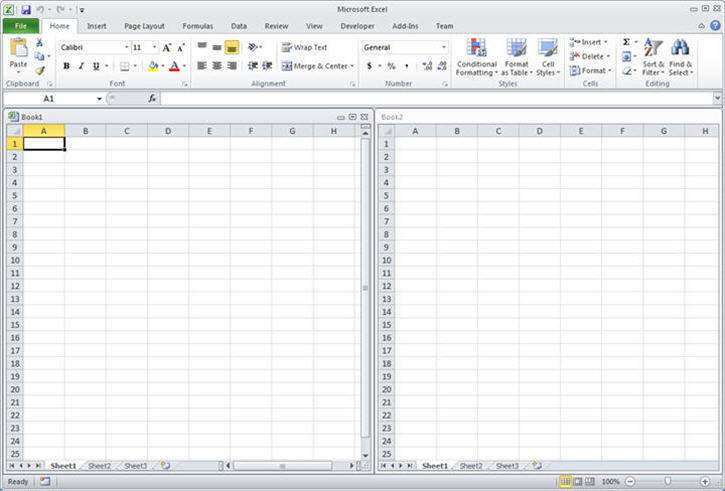 Microsoft Excel
File Home Insert Page Layout Formulas Data Review View Developer Add-Ins Team
Calibri 11 A A Wrap Text General Insert Σ
Paste B I U A Merge & Center $ % , .0 .00 .00 .0 Conditional Formatting Format as Table Cell Styles Delete Format Sort & Filter Find & Select
Clipboard Font Alignment Number Styles Cells Editing
A1 fx
Book1 Book2
A B C D E F G H A B C D E F G H
1 1
2 2
3 3
4 4
5 5
6 6
7 7
8 8
9 9
10 10
11 11
12 12
13 13
14 14
15 15
16 16
17 17
18 18
19 19
20 20
21 21
22 22
23 23
24 24
25 25
Sheet1 Sheet2 Sheet3 Sheet1 Sheet2 Sheet3
Ready 100%